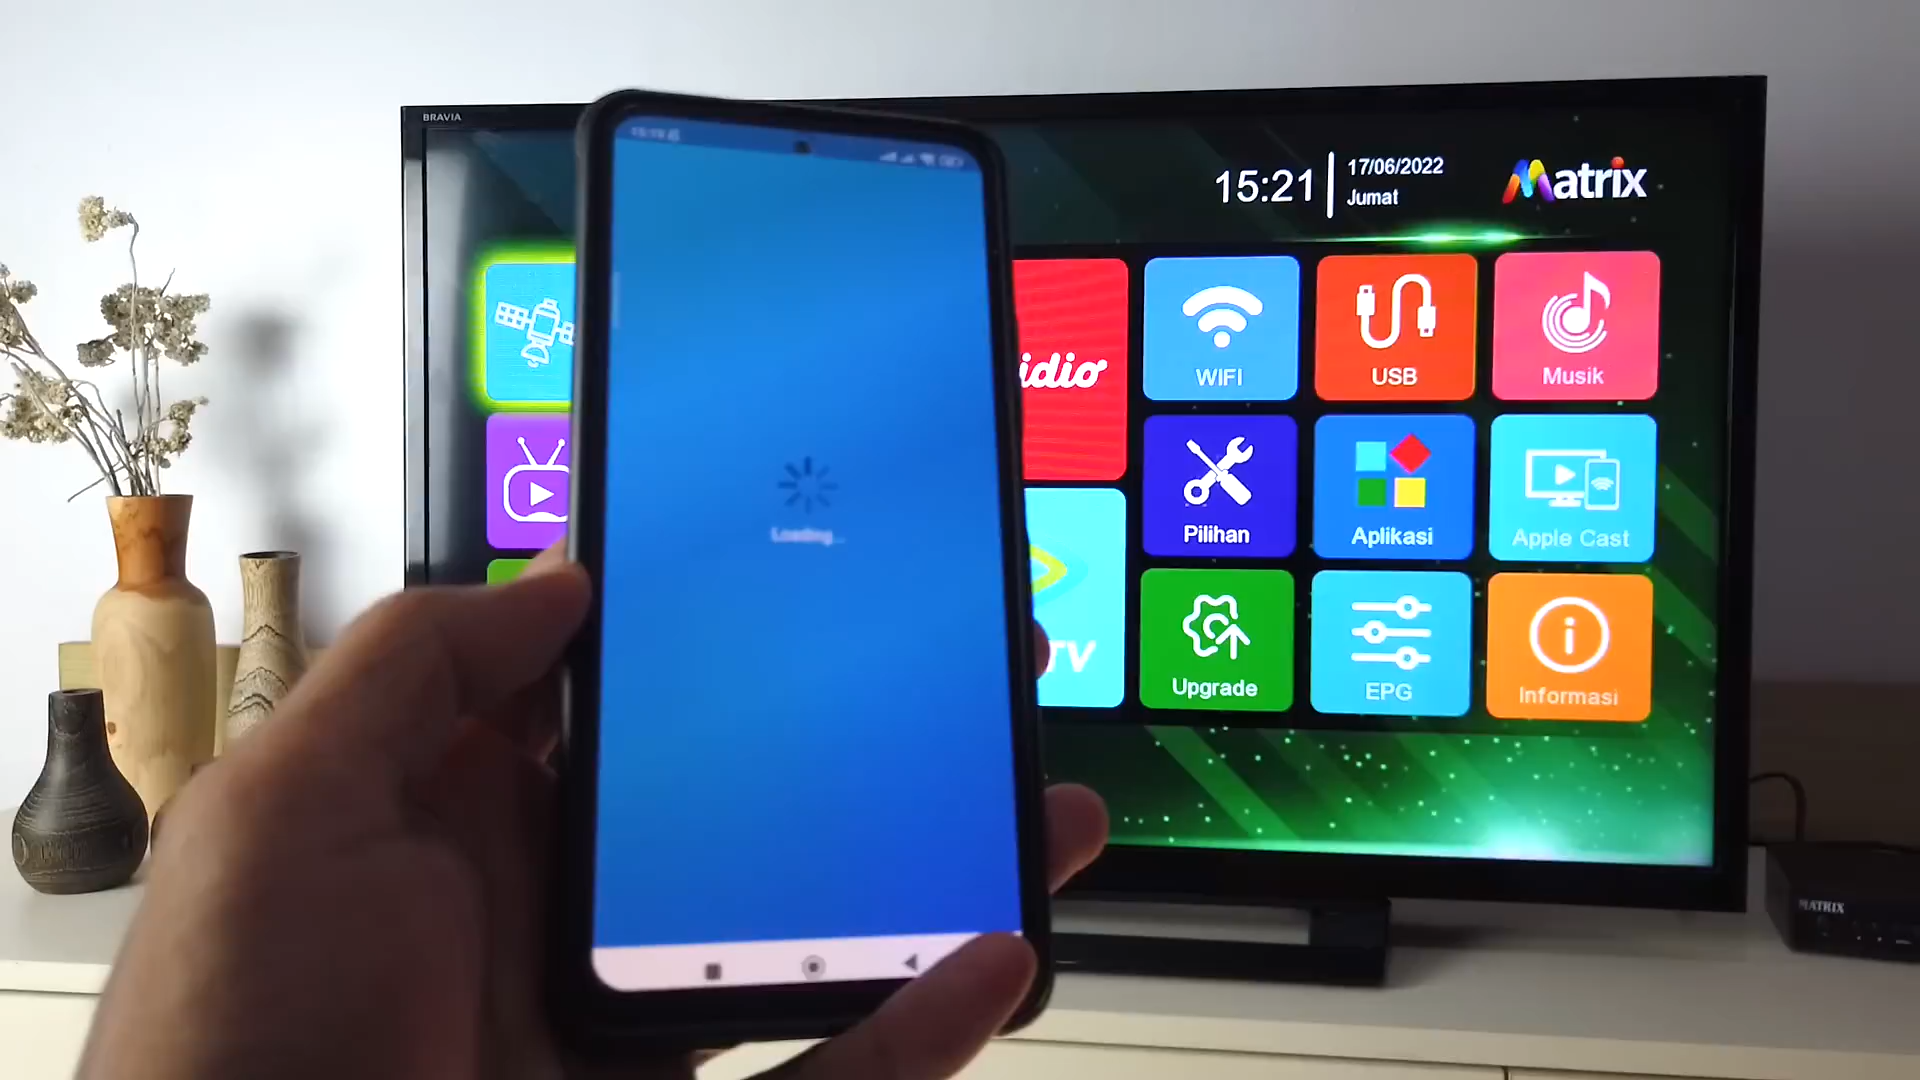 BRAVIA
15:21
17/06/2022
Jumat
Matrix
idio
WIFI
USB
Musik
Pilihan
Aplikasi
Apple Cast
TV
Upgrade
EPG
Informasi
Loading...
MATRIX